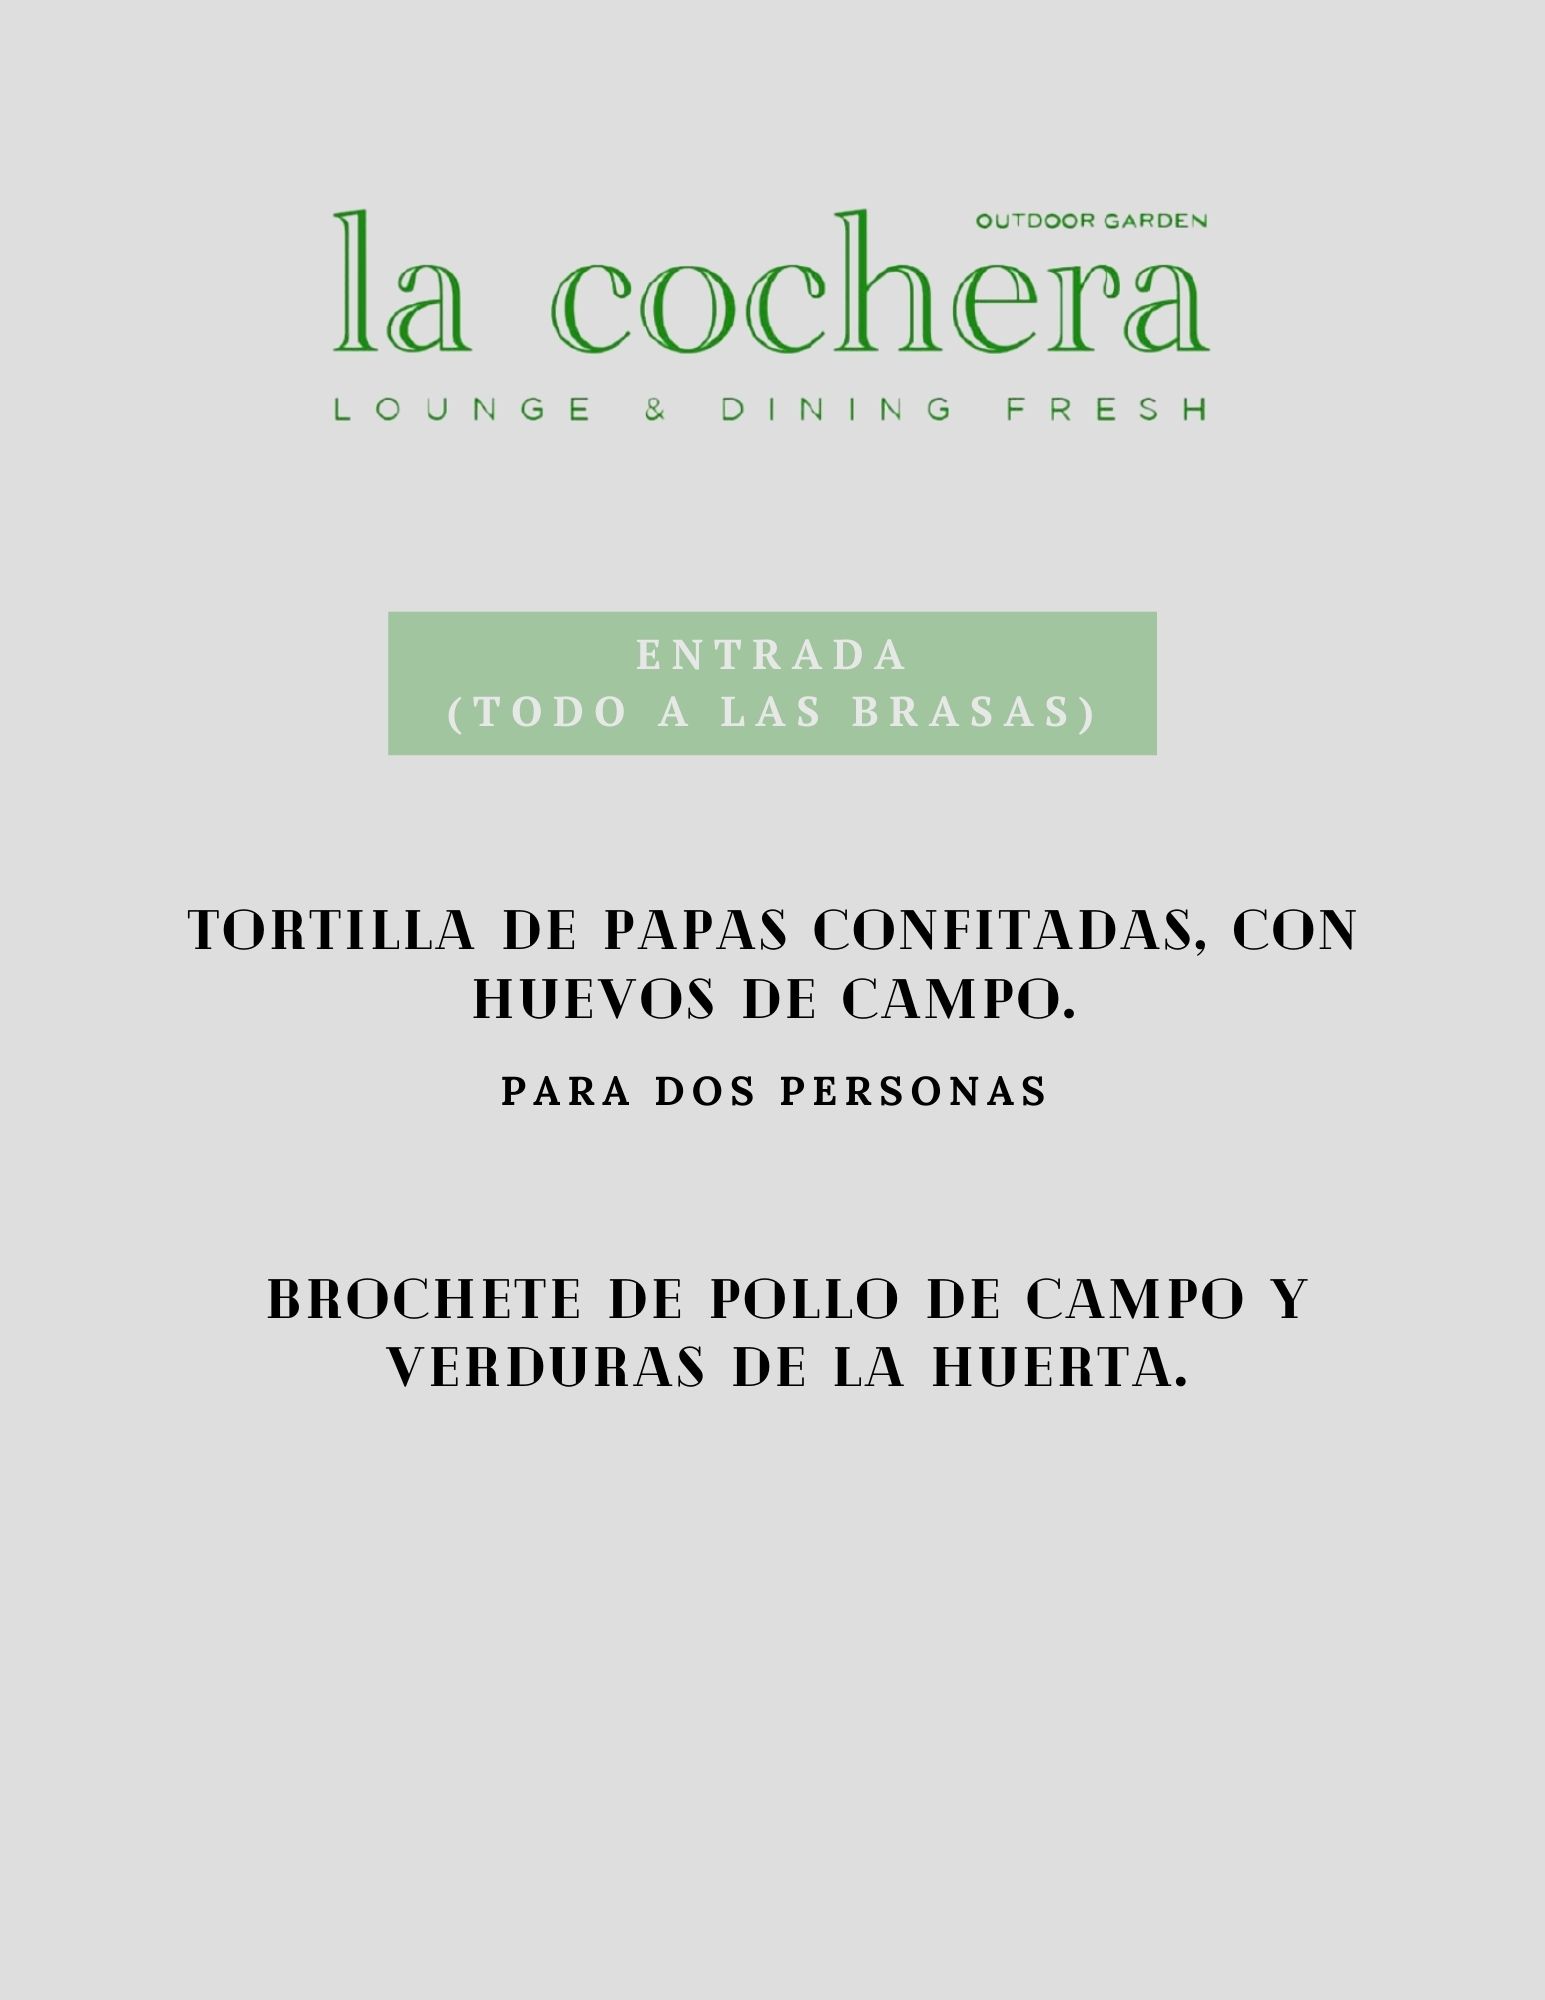 OUTDOOR GARDEN
la cochera
LOUNGE & DINING FRESH
ENTRADA
(TODO A LAS BRASAS)
TORTILLA DE PAPAS CONFITADAS, CON
HUEVOS DE CAMPO.
PARA DOS PERSONAS
BROCHETE DE POLLO DE CAMPO Y
VERDURAS DE LA HUERTA.